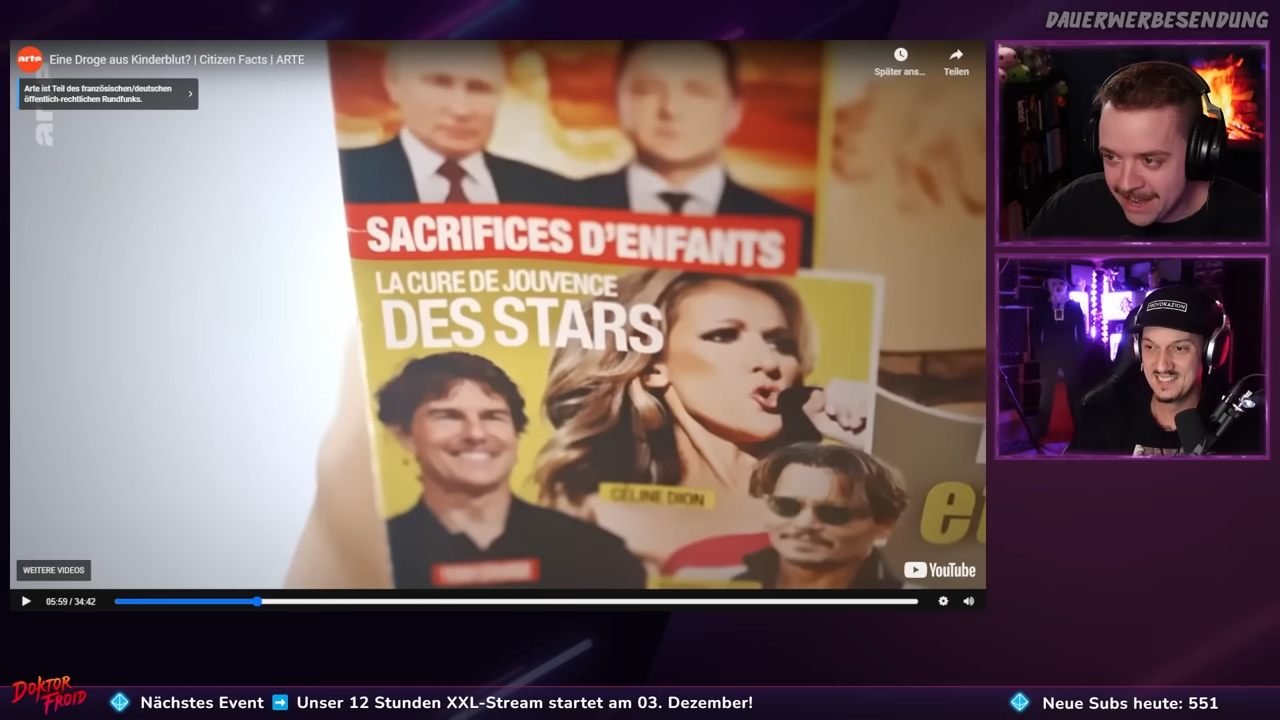 DAUERWERBESENDUNG
arte
Eine Droge aus Kinderblut? | Citizen Facts | ARTE
Später ans...
Teilen
Arte ist Teil des französischen/deutschen
öffentlich-rechtlichen Rundfunks.
SACRIFICES D'ENFANTS
LA CURE DE JOUVENCE
DES STARS
CÉLINE DION
PROVOKAZION
WEITERE VIDEOS
YouTube
05:59 / 34:42
DOKTOR
FROID
Nächstes Event ➡ Unser 12 Stunden XXL-Stream startet am 03. Dezember!
Neue Subs heute: 551